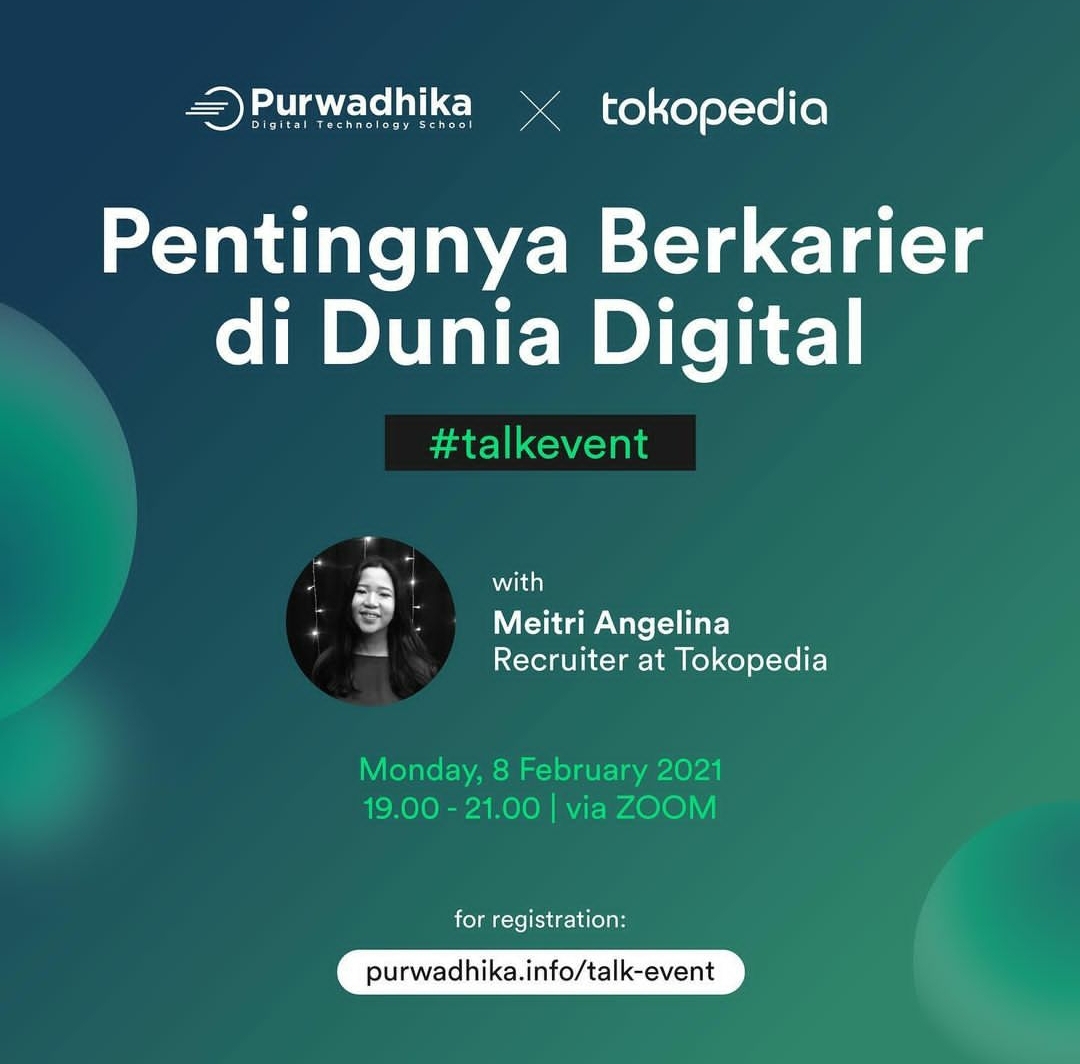 Purwadhika
Digital Technology School
tokopedia
Pentingnya Berkarier
di Dunia Digital
#talkevent
with
Meitri Angelina
Recruiter at Tokopedia
Monday, 8 February 2021
19.00 - 21.00 | via ZOOM
for registration:
purwadhika.info/talk-event